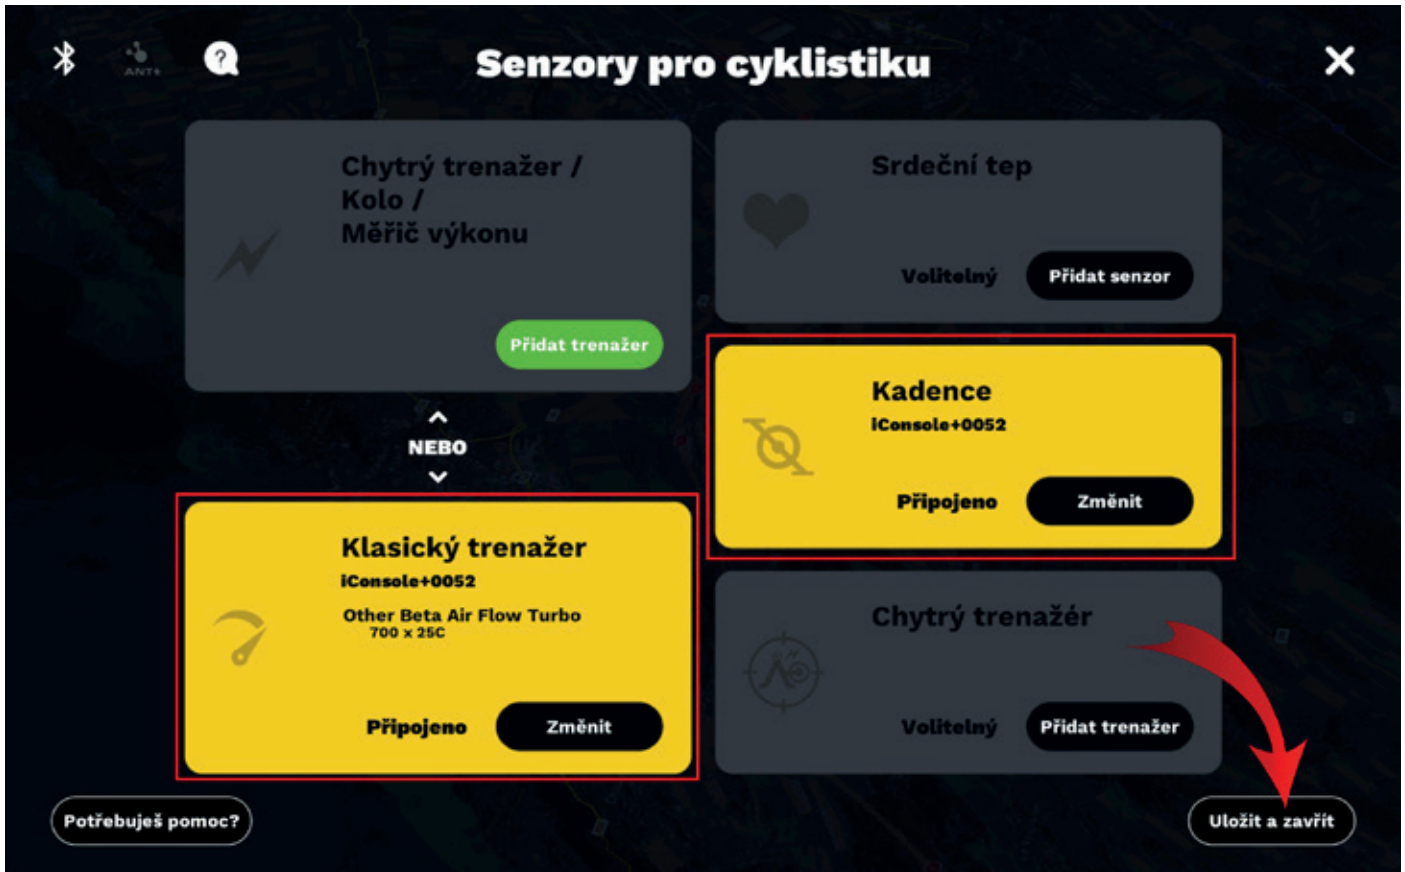 ANT+
?
Senzory pro cyklistiku
Chytrý trenažer /
Kolo /
Měřič výkonu
Přidat trenažer
NEBO
Klasický trenažer
iConsole+0052
Other Beta Air Flow Turbo
700 x 25C
Připojeno
Změnit
Srdeční tep
Volitelný
Přidat senzor
Kadence
iConsole+0052
Připojeno
Změnit
Chytrý trenažér
Volitelný
Přidat trenažer
Potřebuješ pomoc?
Uložit a zavřít